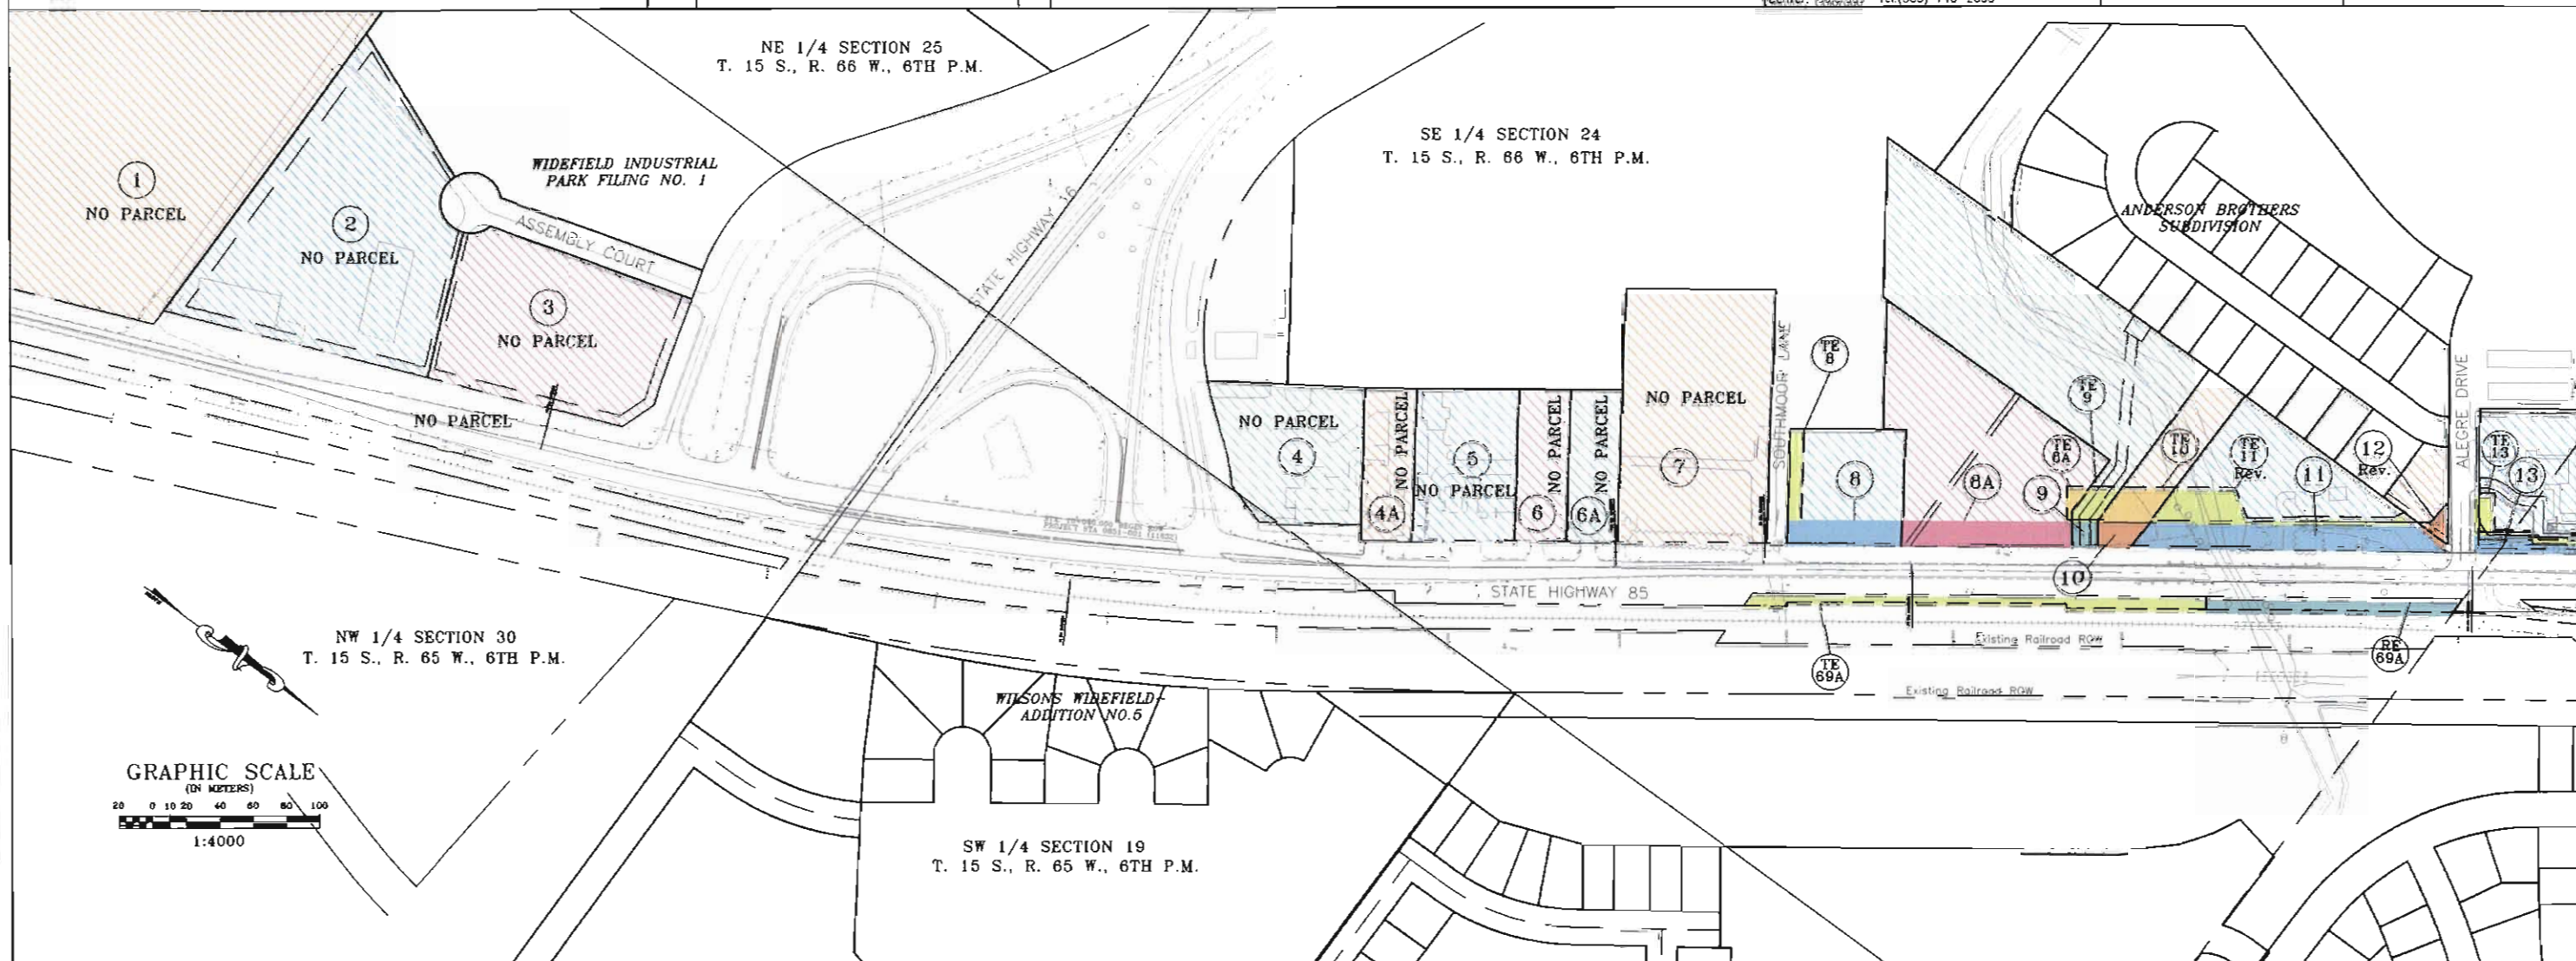 NE 1/4 SECTION 25
T. 15 S., R. 66 W., 6TH P.M.
SE 1/4 SECTION 24
T. 15 S., R. 66 W., 6TH P.M.
WIDEFIELD INDUSTRIAL
PARK FILING NO. 1
1
NO PARCEL
2
NO PARCEL
ASSEMBLY COURT
3
NO PARCEL
NO PARCEL
STATE HIGHWAY 16
ANDERSON BROTHERS
SUBDIVISION
NO PARCEL
4
NO PARCEL
4A
5
NO PARCEL
NO PARCEL
6
NO PARCEL
6A
NO PARCEL
7
SOUTHMOOR LANE
TE
8
8
8A
TE
8A
TE
9
9
TE
10
10
TE
11
Rev.
11
12
Rev.
ALEGRE DRIVE
TE
13
13
STATE HIGHWAY 85
Existing Railroad ROW
Existing Railroad ROW
TE
69A
RE
69A
NW 1/4 SECTION 30
T. 15 S., R. 65 W., 6TH P.M.
WILSONS WIDEFIELD
ADDITION NO.5
SW 1/4 SECTION 19
T. 15 S., R. 65 W., 6TH P.M.
GRAPHIC SCALE
(IN METERS)
20 0 10 20 40 60 80 100
1:4000